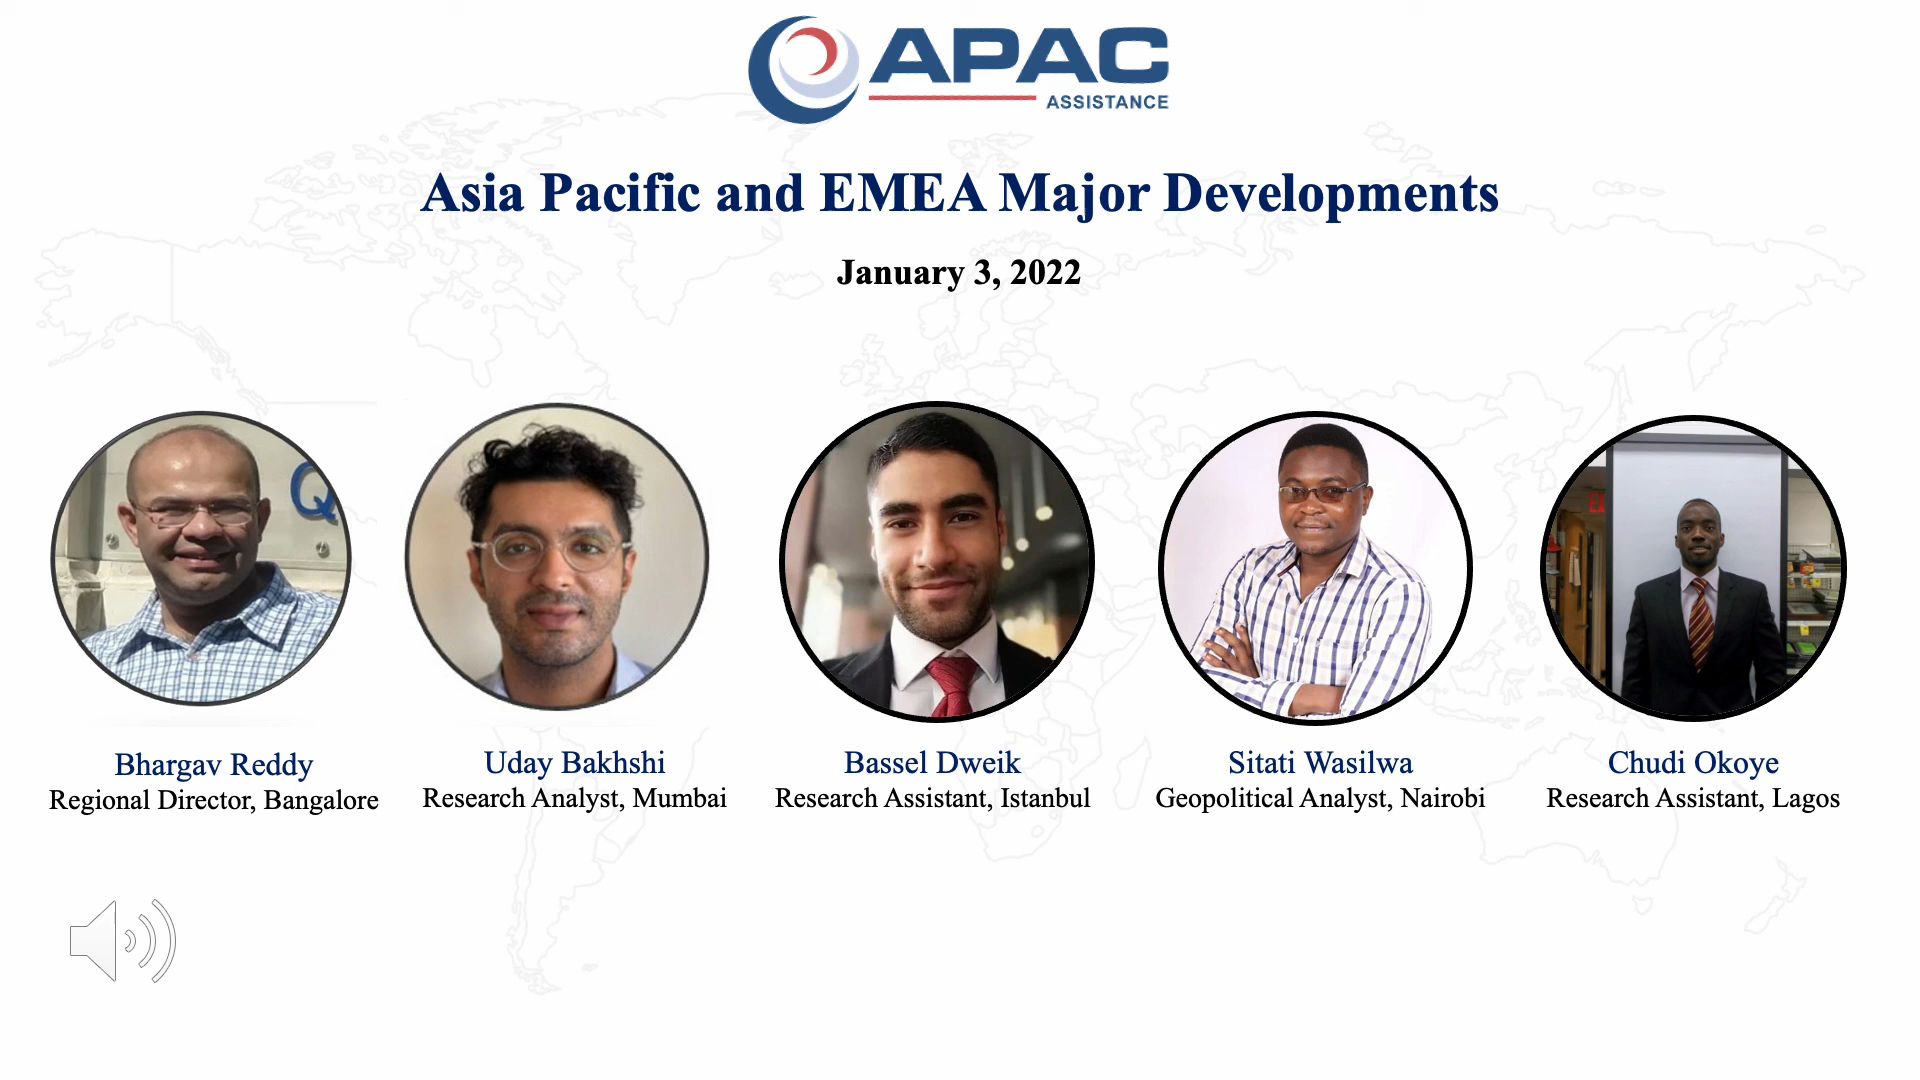 APAC
ASSISTANCE
Asia Pacific and EMEA Major Developments
January 3, 2022
Q
EX
Bhargav Reddy
Regional Director, Bangalore
Uday Bakhshi
Research Analyst, Mumbai
Bassel Dweik
Research Assistant, Istanbul
Sitati Wasilwa
Geopolitical Analyst, Nairobi
Chudi Okoye
Research Assistant, Lagos